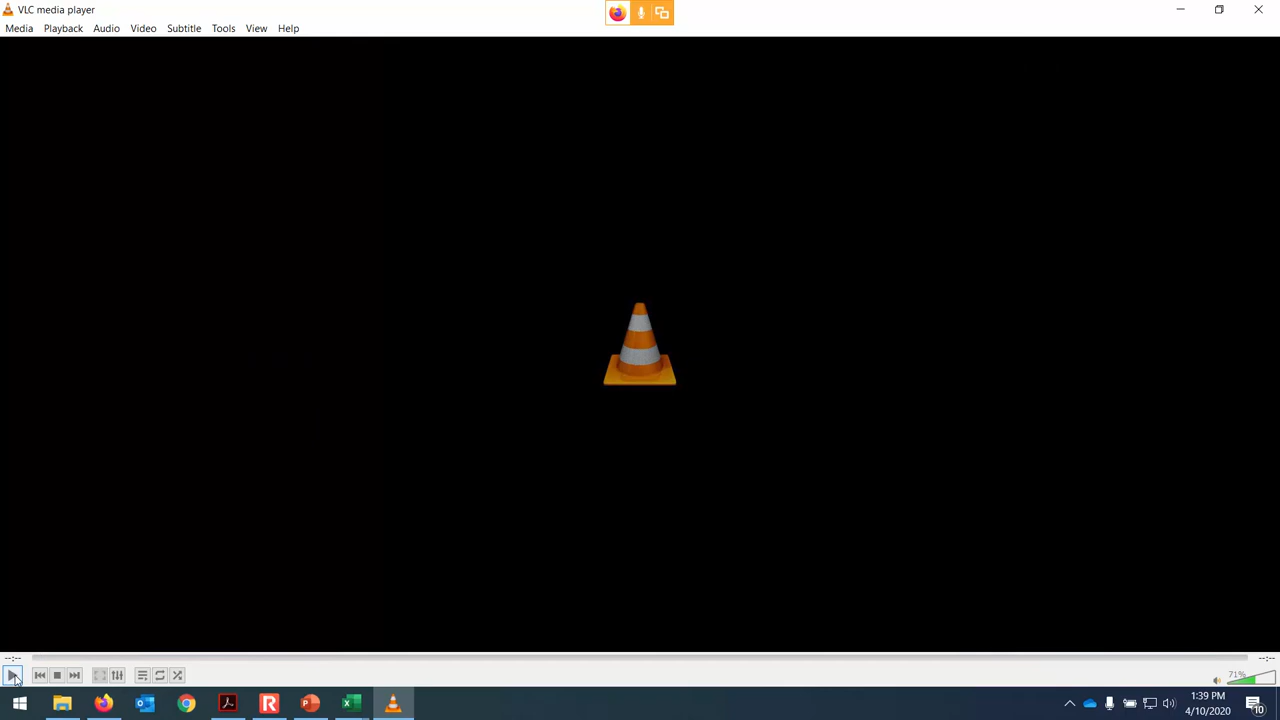 VLC media player
Media Playback Audio Video Subtitle Tools View Help
--:-- --:--
71%
1:39 PM
4/10/2020
10